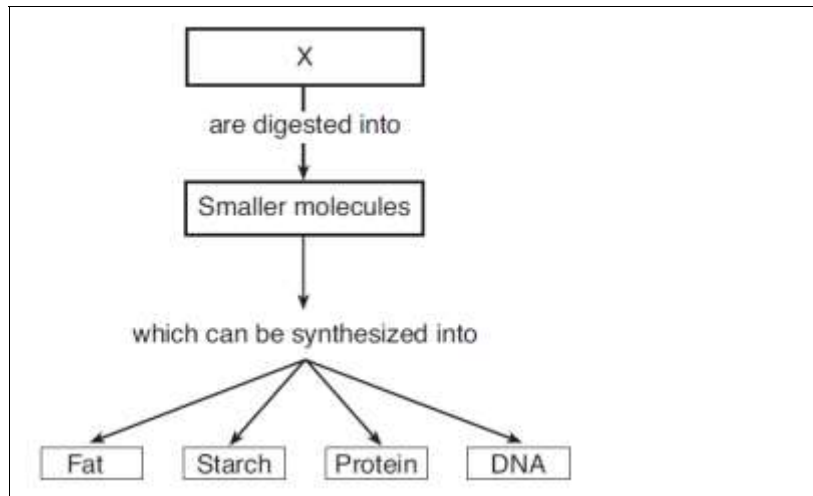 X
are digested into
Smaller molecules
which can be synthesized into
Fat Starch Protein DNA